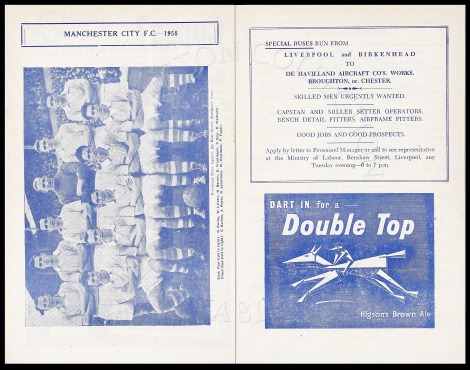 MANCHESTER CITY F.C.—1958
SPECIAL BUSES RUN FROM
LIVERPOOL and BIRKENHEAD
TO
DE HAVILLAND AIRCRAFT CO'S. WORKS.
BROUGHTON, nr. CHESTER.
SKILLED MEN URGENTLY WANTED.
CAPSTAN AND MILLER SETTER OPERATORS,
BENCH DETAIL FITTERS, AIRFRAME FITTERS.
GOOD JOBS AND GOOD PROSPECTS.
Apply by letter to Personnel Manager or call to see representative
at the Ministry of Labour, Renshaw Street, Liverpool, any
Tuesday evening—6 to 7 p.m.
DART IN for a —
Double Top
Higson's Brown Ale